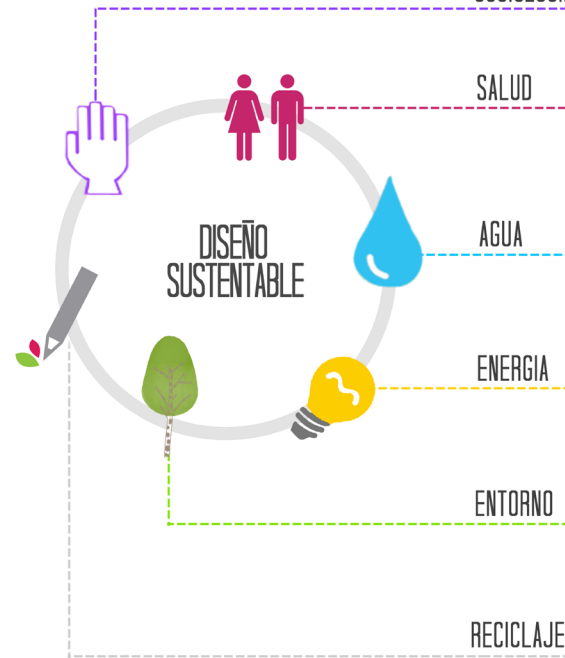 SALUD
DISEÑO
SUSTENTABLE
AGUA
ENERGIA
ENTORNO
RECICLAJE